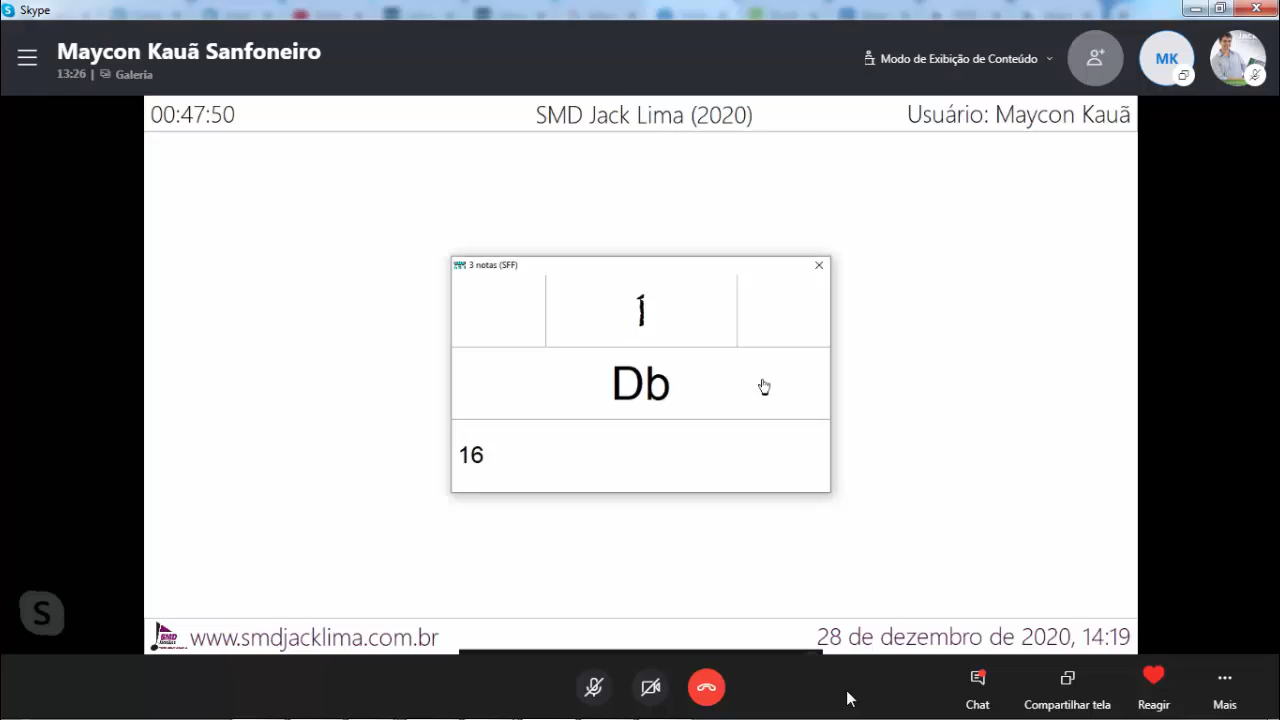 Skype
Maycon Kauã Sanfoneiro
13:26 | Galeria
Modo de Exibição de Conteúdo
MK
00:47:50
SMD Jack Lima (2020)
Usuário: Maycon Kauã
3 notas (SFF)
1
Db
16
S
SMD
www.smdjacklima.com.br
28 de dezembro de 2020, 14:19
Chat
Compartilhar tela
Reagir
Mais